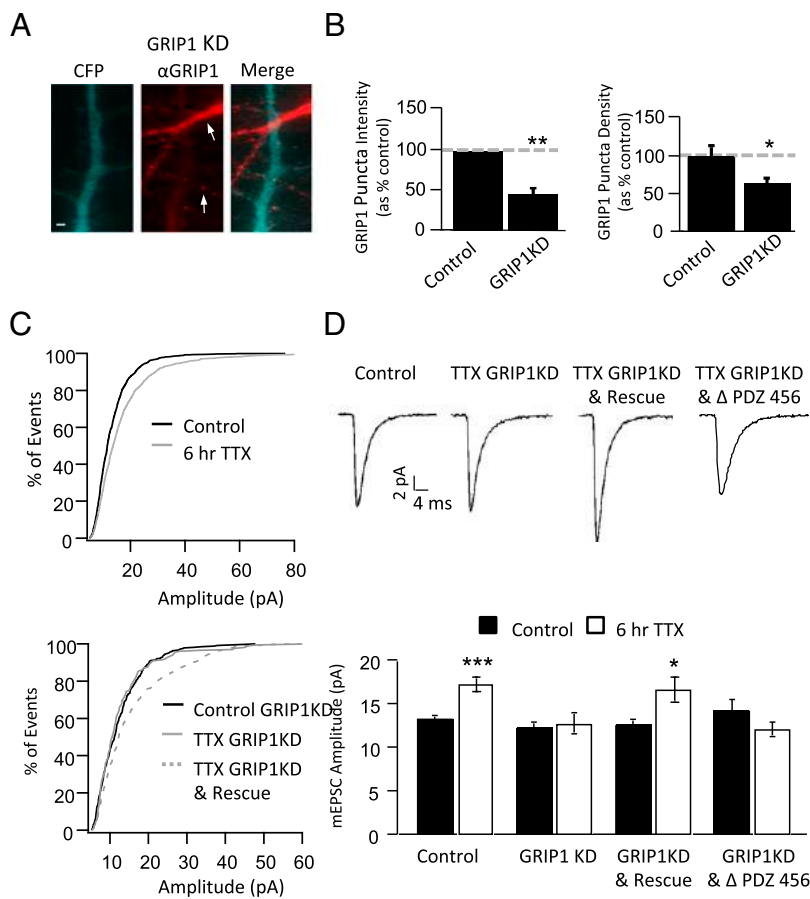 A
GRIP1 KD
CFP
αGRIP1
Merge
B
GRIP1 Puncta Intensity
(as % control)
150
100
50
0
**
Control
GRIP1KD
GRIP1 Puncta Density
(as % control)
150
100
50
0
*
Control
GRIP1KD
C
% of Events
100
80
60
40
20
0
Control
6 hr TTX
20 40 60 80
Amplitude (pA)
% of Events
100
80
60
40
20
0
Control GRIP1KD
TTX GRIP1KD
TTX GRIP1KD
& Rescue
10 20 30 40 50 60
Amplitude (pA)
D
Control
TTX GRIP1KD
TTX GRIP1KD
& Rescue
TTX GRIP1KD
& Δ PDZ 456
2 pA
4 ms
Control
6 hr TTX
mEPSC Amplitude (pA)
20
15
10
5
0
***
*
Control
GRIP1 KD
GRIP1KD
& Rescue
GRIP1KD
& Δ PDZ 456